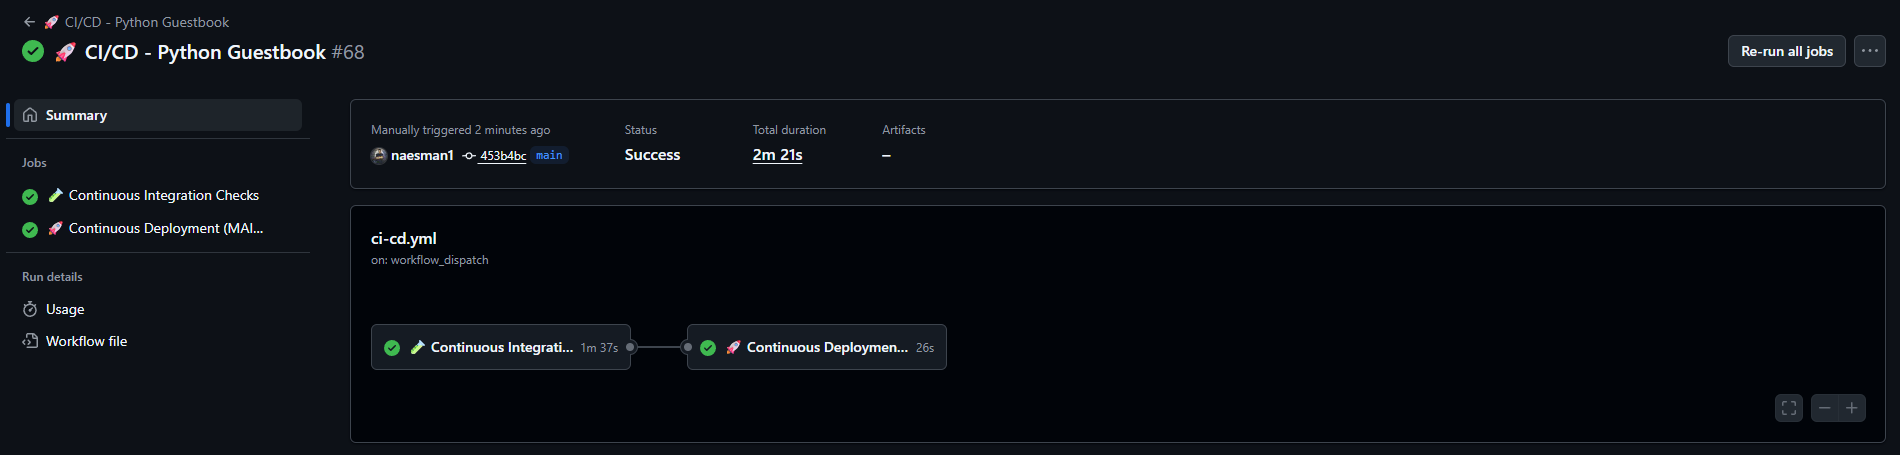 ← 🚀 CI/CD - Python Guestbook
🚀 CI/CD - Python Guestbook #68
Re-run all jobs
Summary
Jobs
Continuous Integration Checks
🚀 Continuous Deployment (MAI...
Run details
Usage
Workflow file
Manually triggered 2 minutes ago
naesman1 453b4bc main
Status
Success
Total duration
2m 21s
Artifacts
–
ci-cd.yml
on: workflow_dispatch
Continuous Integrati... 1m 37s
🚀 Continuous Deploymen... 26s